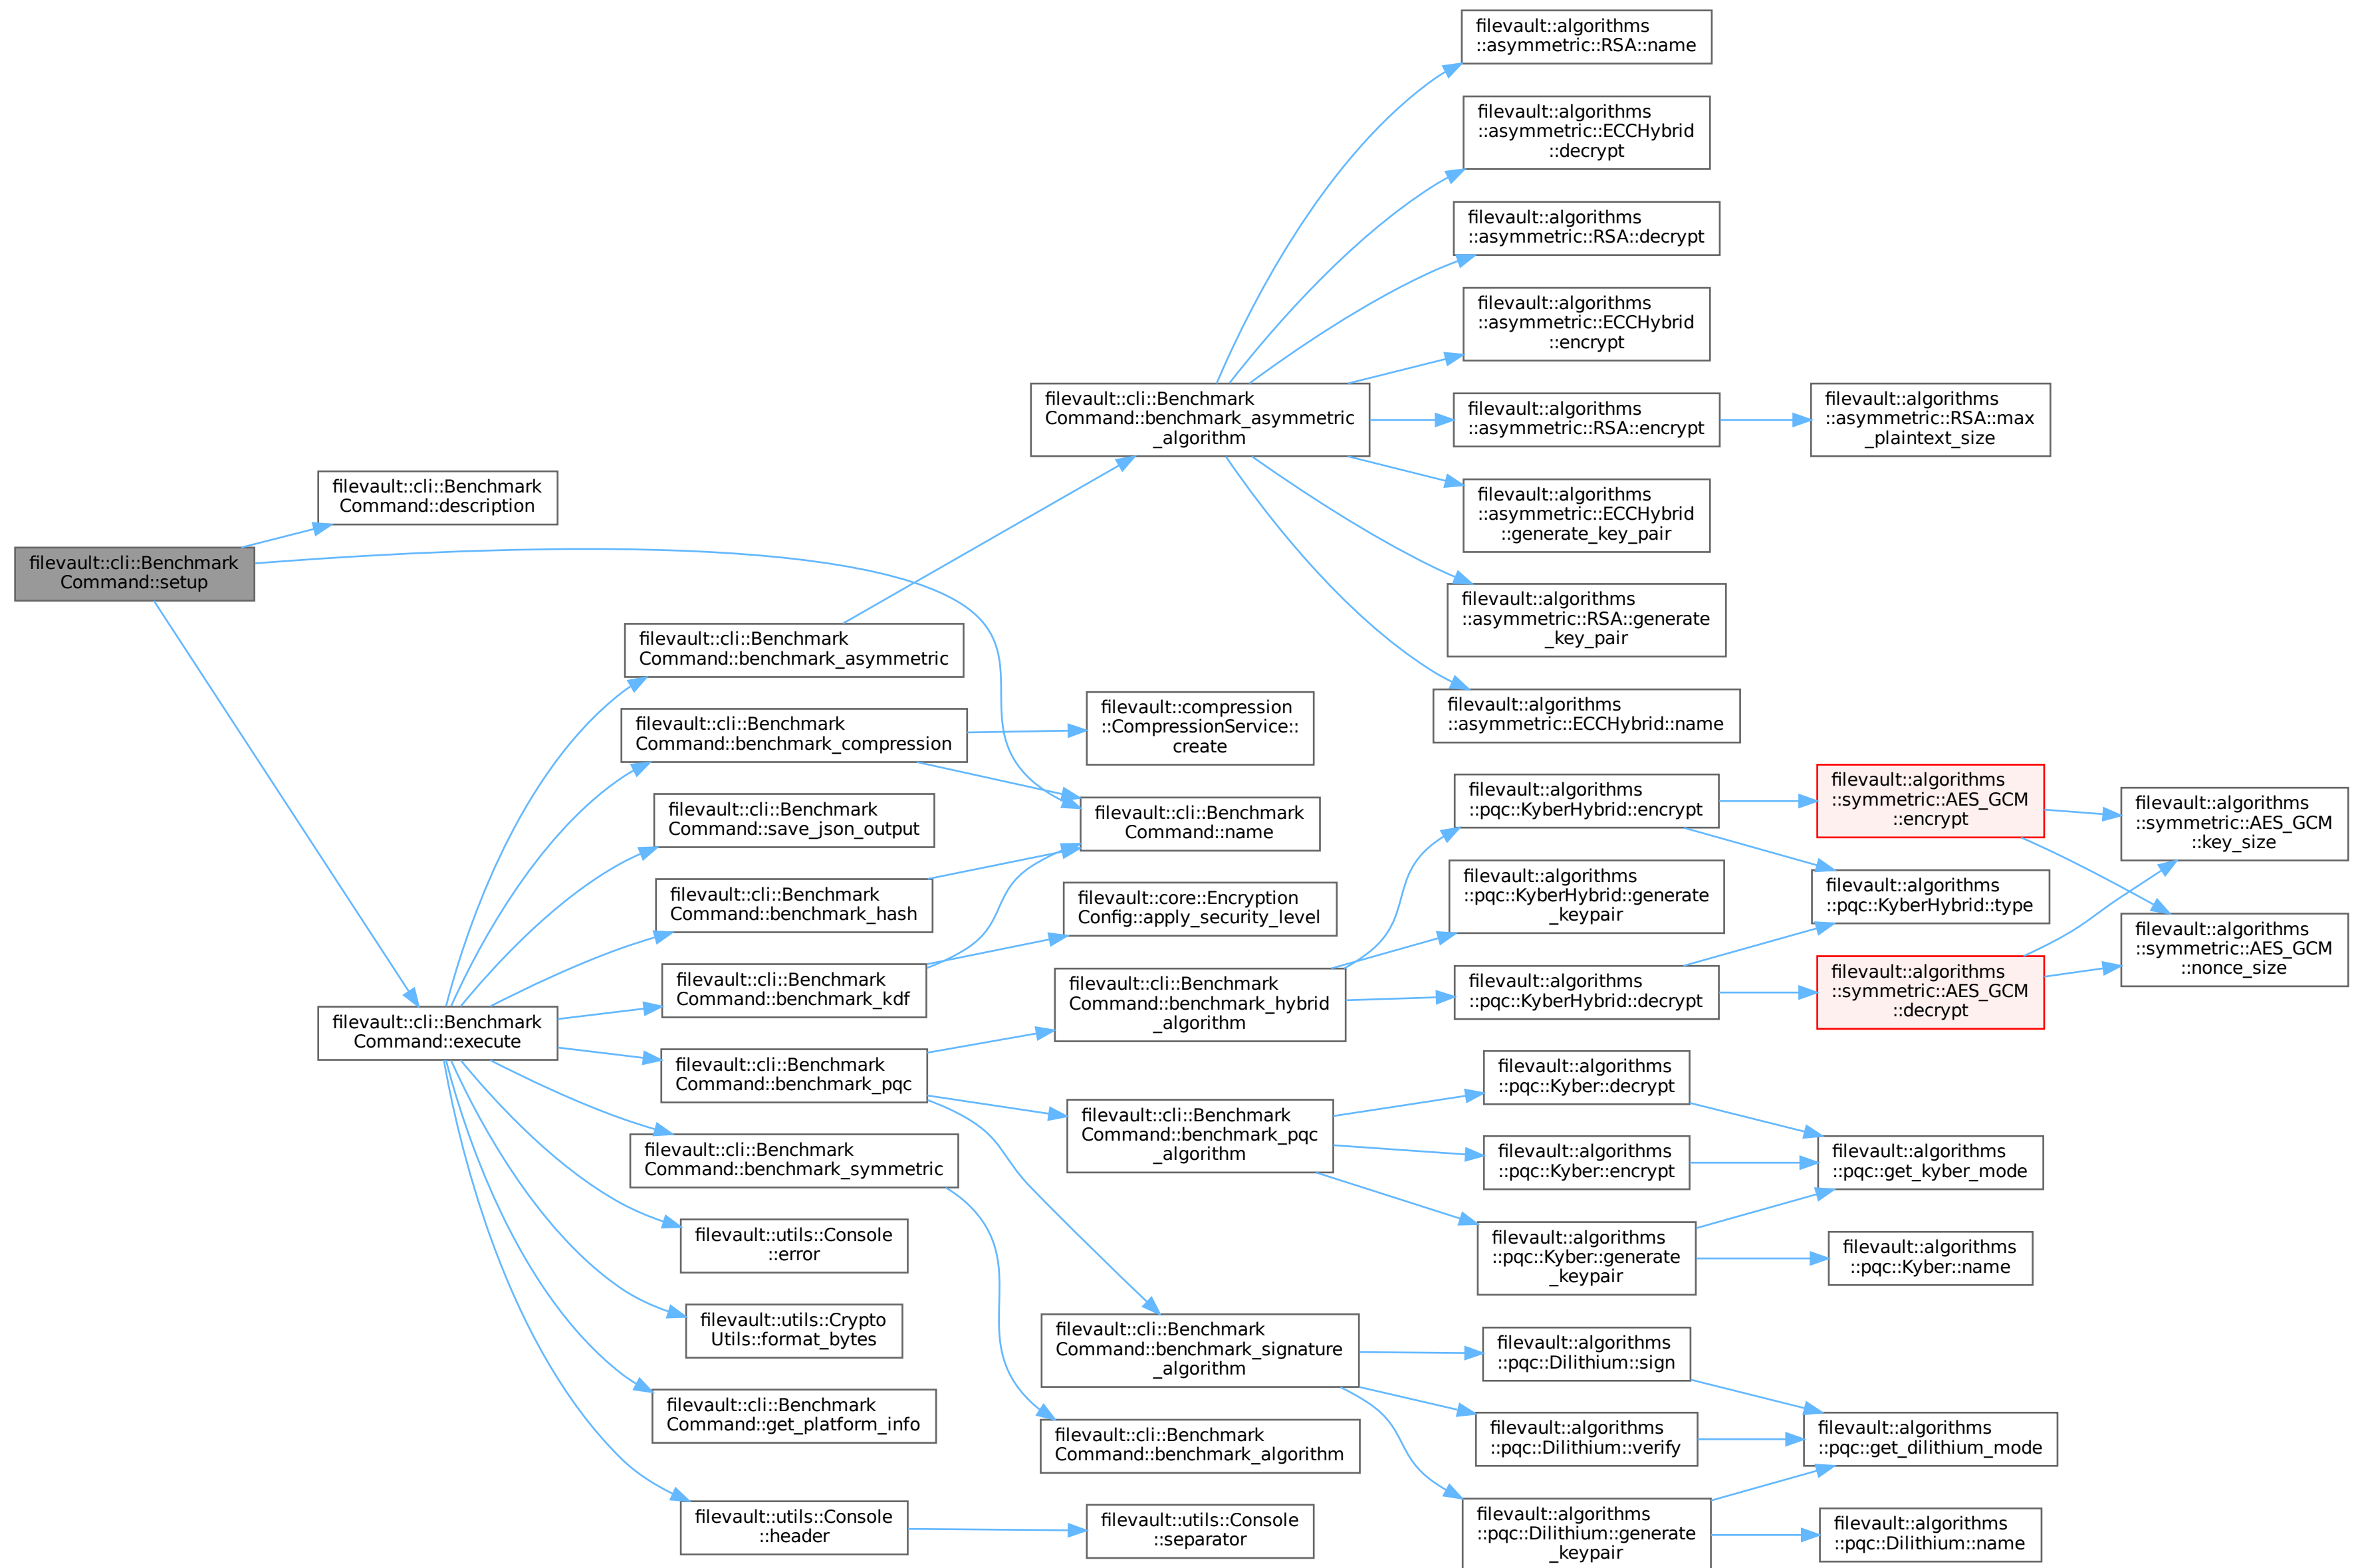 filevault::cli::Benchmark
Command::setup
filevault::cli::Benchmark
Command::description
filevault::cli::Benchmark
Command::execute
filevault::cli::Benchmark
Command::benchmark_asymmetric
filevault::cli::Benchmark
Command::benchmark_compression
filevault::cli::Benchmark
Command::save_json_output
filevault::cli::Benchmark
Command::benchmark_hash
filevault::cli::Benchmark
Command::benchmark_kdf
filevault::cli::Benchmark
Command::benchmark_pqc
filevault::cli::Benchmark
Command::benchmark_symmetric
filevault::utils::Console
::error
filevault::utils::Crypto
Utils::format_bytes
filevault::cli::Benchmark
Command::get_platform_info
filevault::utils::Console
::header
filevault::cli::Benchmark
Command::benchmark_asymmetric
_algorithm
filevault::compression
::CompressionService::
create
filevault::cli::Benchmark
Command::name
filevault::core::Encryption
Config::apply_security_level
filevault::cli::Benchmark
Command::benchmark_hybrid
_algorithm
filevault::cli::Benchmark
Command::benchmark_pqc
_algorithm
filevault::cli::Benchmark
Command::benchmark_signature
_algorithm
filevault::cli::Benchmark
Command::benchmark_algorithm
filevault::utils::Console
::separator
filevault::algorithms
::asymmetric::RSA::name
filevault::algorithms
::asymmetric::ECCHybrid
::decrypt
filevault::algorithms
::asymmetric::RSA::decrypt
filevault::algorithms
::asymmetric::ECCHybrid
::encrypt
filevault::algorithms
::asymmetric::RSA::encrypt
filevault::algorithms
::asymmetric::ECCHybrid
::generate_key_pair
filevault::algorithms
::asymmetric::RSA::generate
_key_pair
filevault::algorithms
::asymmetric::ECCHybrid::name
filevault::algorithms
::pqc::KyberHybrid::encrypt
filevault::algorithms
::pqc::KyberHybrid::generate
_keypair
filevault::algorithms
::pqc::KyberHybrid::decrypt
filevault::algorithms
::pqc::Kyber::decrypt
filevault::algorithms
::pqc::Kyber::encrypt
filevault::algorithms
::pqc::Kyber::generate
_keypair
filevault::algorithms
::pqc::Dilithium::sign
filevault::algorithms
::pqc::Dilithium::verify
filevault::algorithms
::pqc::Dilithium::generate
_keypair
filevault::algorithms
::asymmetric::RSA::max
_plaintext_size
filevault::algorithms
::symmetric::AES_GCM
::encrypt
filevault::algorithms
::pqc::KyberHybrid::type
filevault::algorithms
::symmetric::AES_GCM
::decrypt
filevault::algorithms
::pqc::get_kyber_mode
filevault::algorithms
::pqc::Kyber::name
filevault::algorithms
::pqc::get_dilithium_mode
filevault::algorithms
::pqc::Dilithium::name
filevault::algorithms
::symmetric::AES_GCM
::key_size
filevault::algorithms
::symmetric::AES_GCM
::nonce_size